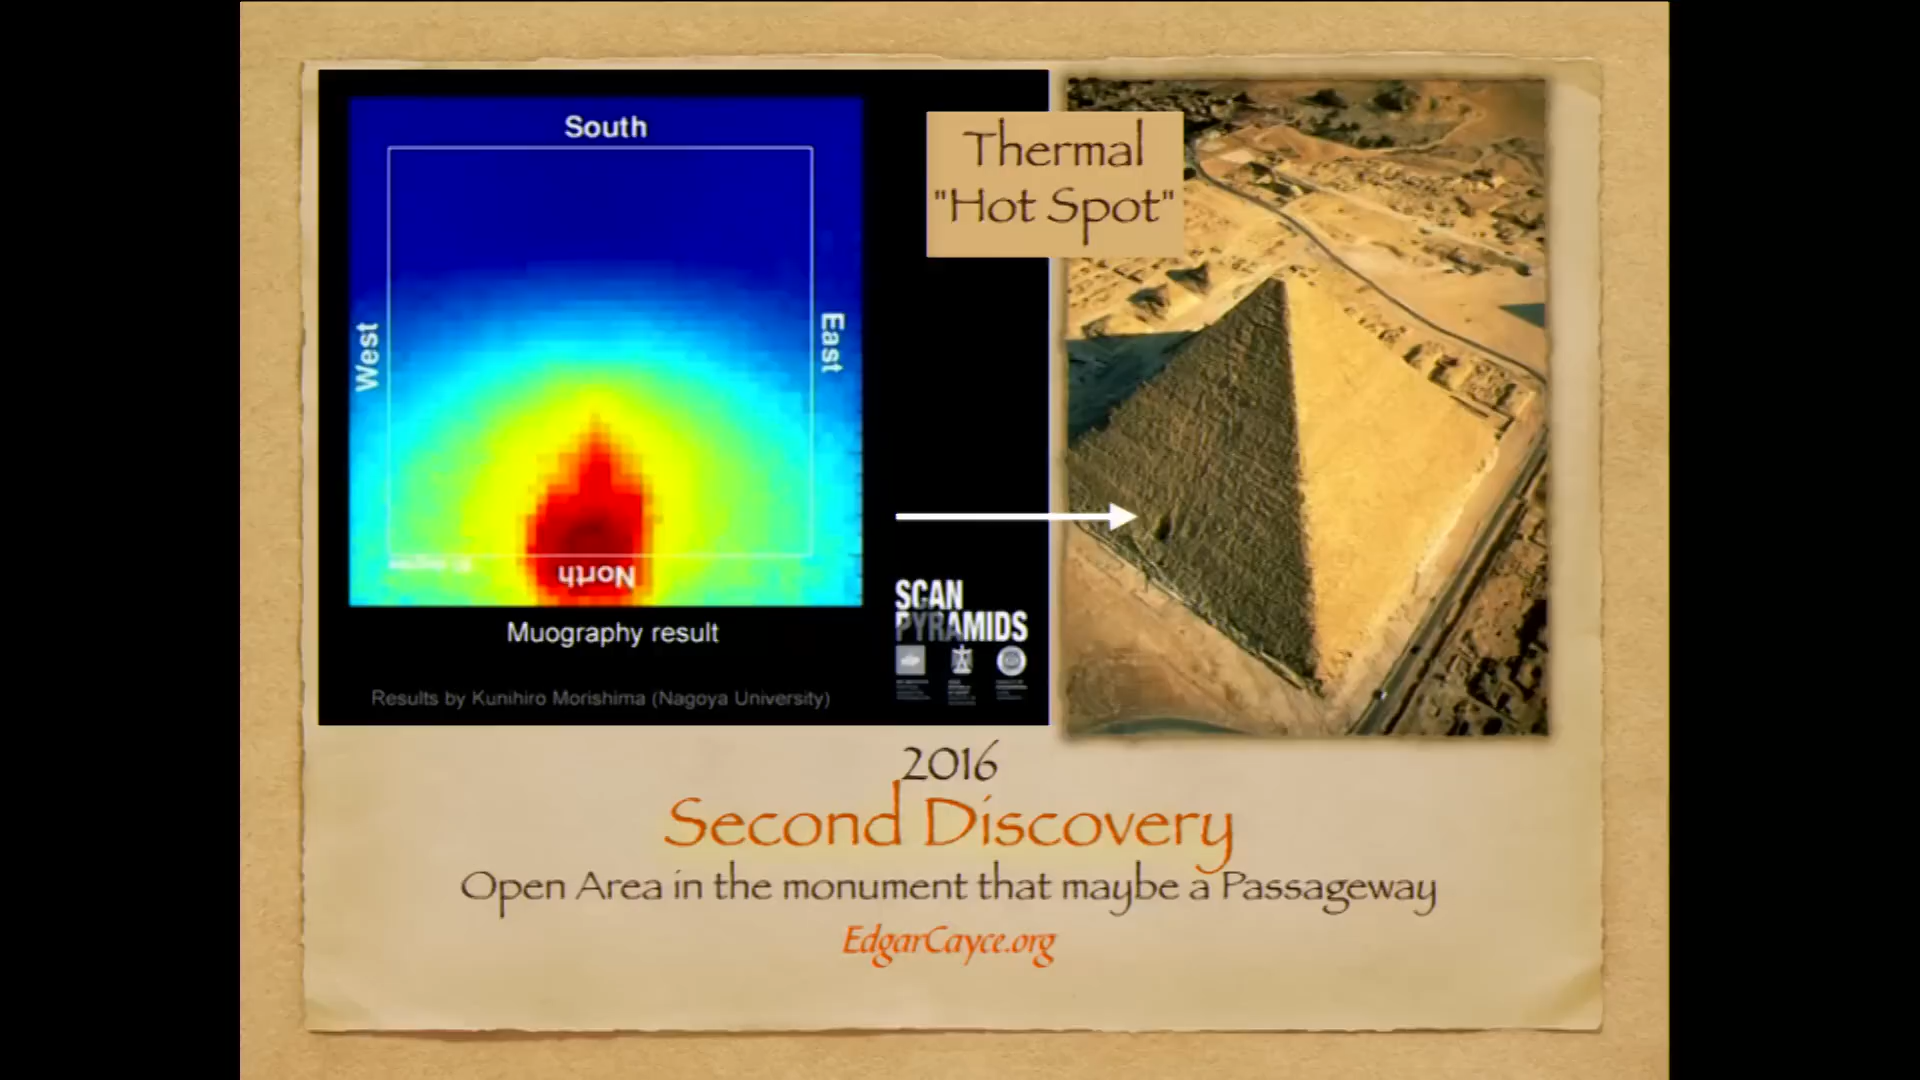 South
West
East
North
Muography result
Results by Kunihiro Morishima (Nagoya University)
SCAN
PYRAMIDS
Thermal
"Hot Spot"
2016
Second Discovery
Open Area in the monument that maybe a Passageway
EdgarCayce.org